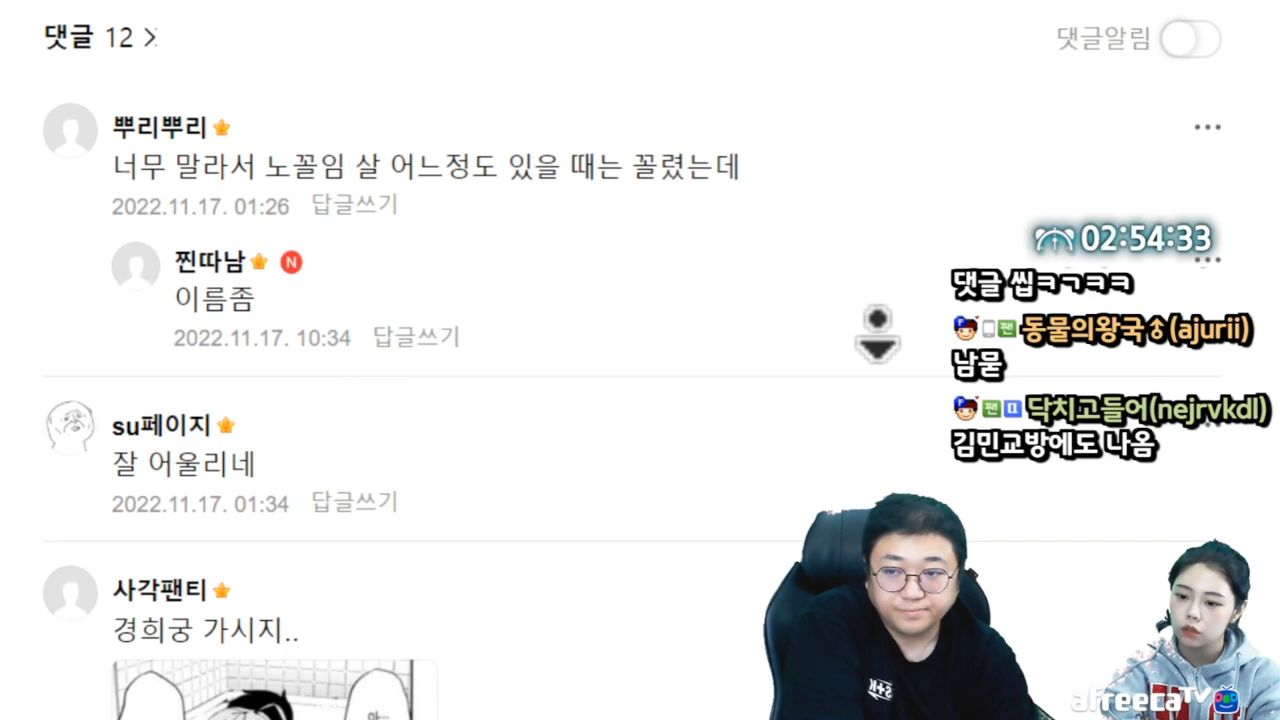 댓글 12
댓글알림
뿌리뿌리
너무 말라서 노꼴임 살 어느정도 있을 때는 꼴렸는데
2022.11.17. 01:26 답글쓰기
찐따남 N
이름좀
2022.11.17. 10:34 답글쓰기
su페이지
잘 어울리네
2022.11.17. 01:34 답글쓰기
사각팬티
경희궁 가시지..
02:54:33
댓글 씹ㅋㄱㅋㅋ
팬 동물의왕국⇪(ajurii)
남묻
팬 닥치고들어(nejrvkdl)
김민교방에도 나옴
afreecaTV